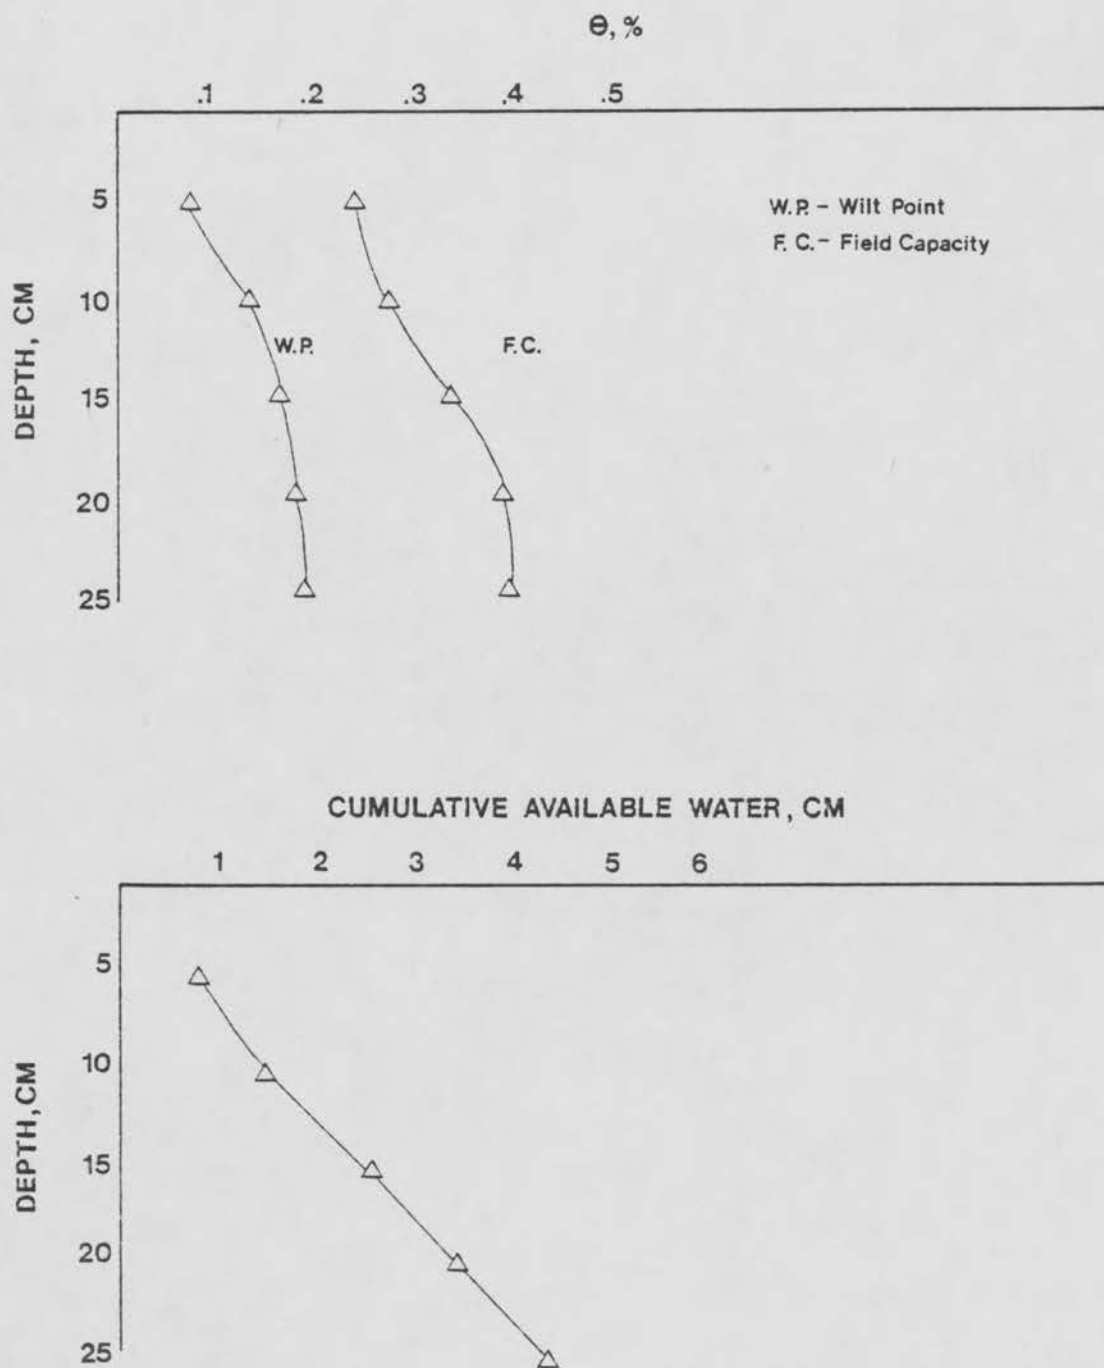 Θ, %
.1 .2 .3 .4 .5
5
10
15
20
25
DEPTH, CM
W.P. - Wilt Point
F. C. - Field Capacity
W.P.
F.C.
CUMULATIVE AVAILABLE WATER, CM
1 2 3 4 5 6
5
10
15
20
25
DEPTH, CM